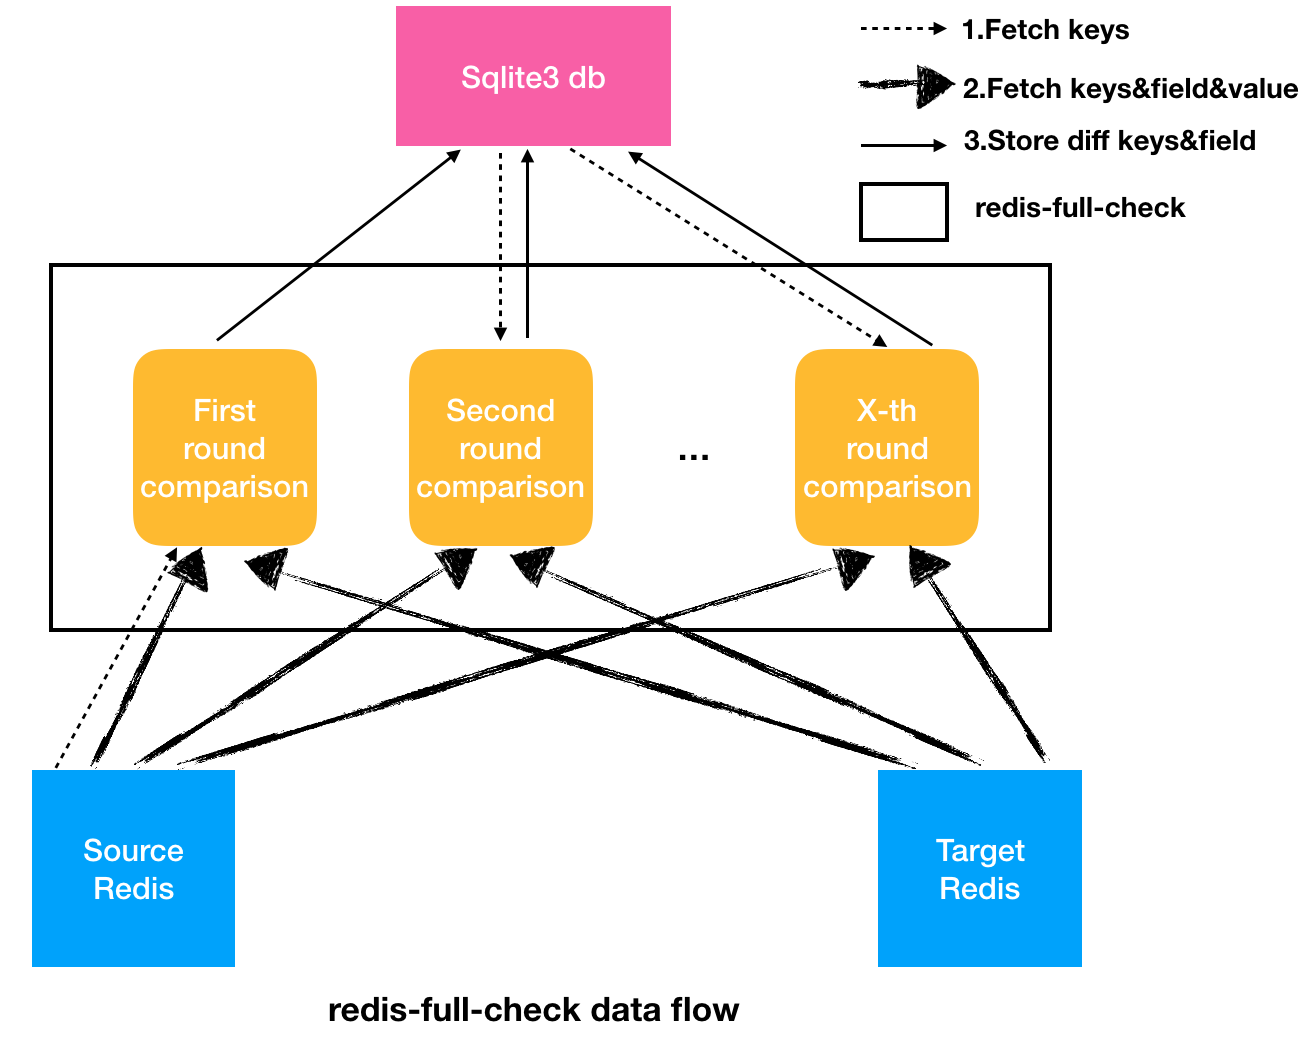 Sqlite3 db
1.Fetch keys
2.Fetch keys&field&value
3.Store diff keys&field
redis-full-check
First
round
comparison
Second
round
comparison
...
X-th
round
comparison
Source
Redis
Target
Redis
redis-full-check data flow